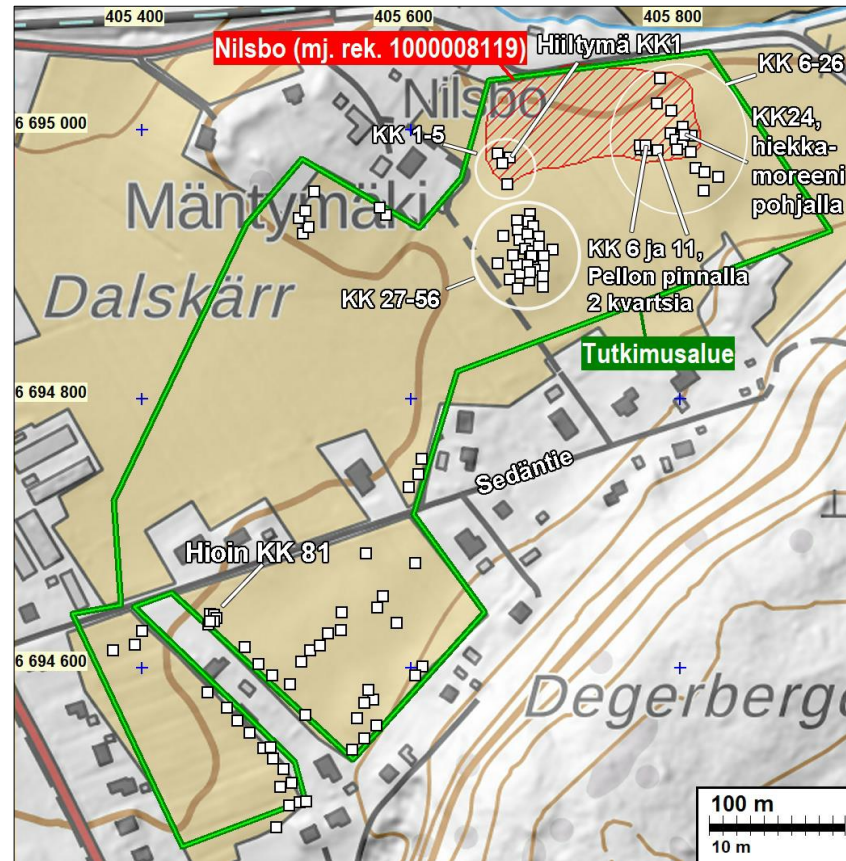 405 400
405 600
405 800
Nilsbo (mj. rek. 1000008119)
Hiiltymä KK1
KK 6-26
Nilsbo
6 695 000
KK 1-5
KK24,
hiekka-
moreeni
pohjalla
Mäntymäki
KK 6 ja 11,
Pellon pinnalla
2 kvartsia
Dalskärr
KK 27-56
Tutkimusalue
6 694 800
Sedäntie
Hioin KK 81
6 694 600
Degerberg
100 m
10 m